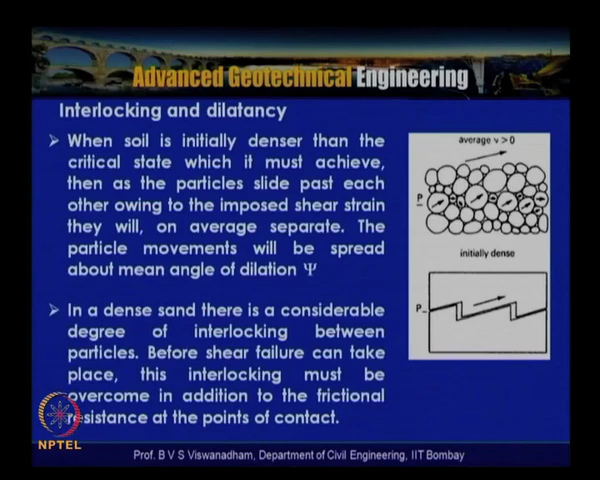 Advanced Geotechnical Engineering
Interlocking and dilatancy
When soil is initially denser than the
critical state which it must achieve,
then as the particles slide past each
other owing to the imposed shear strain
they will, on average separate. The
particle movements will be spread
about mean angle of dilation Ψ
In a dense sand there is a considerable
degree of interlocking between
particles. Before shear failure can take
place, this interlocking must be
overcome in addition to the frictional
resistance at the points of contact.
average ν > 0
P
initially dense
P
NPTEL
Prof. B V S Viswanadham, Department of Civil Engineering, IIT Bombay